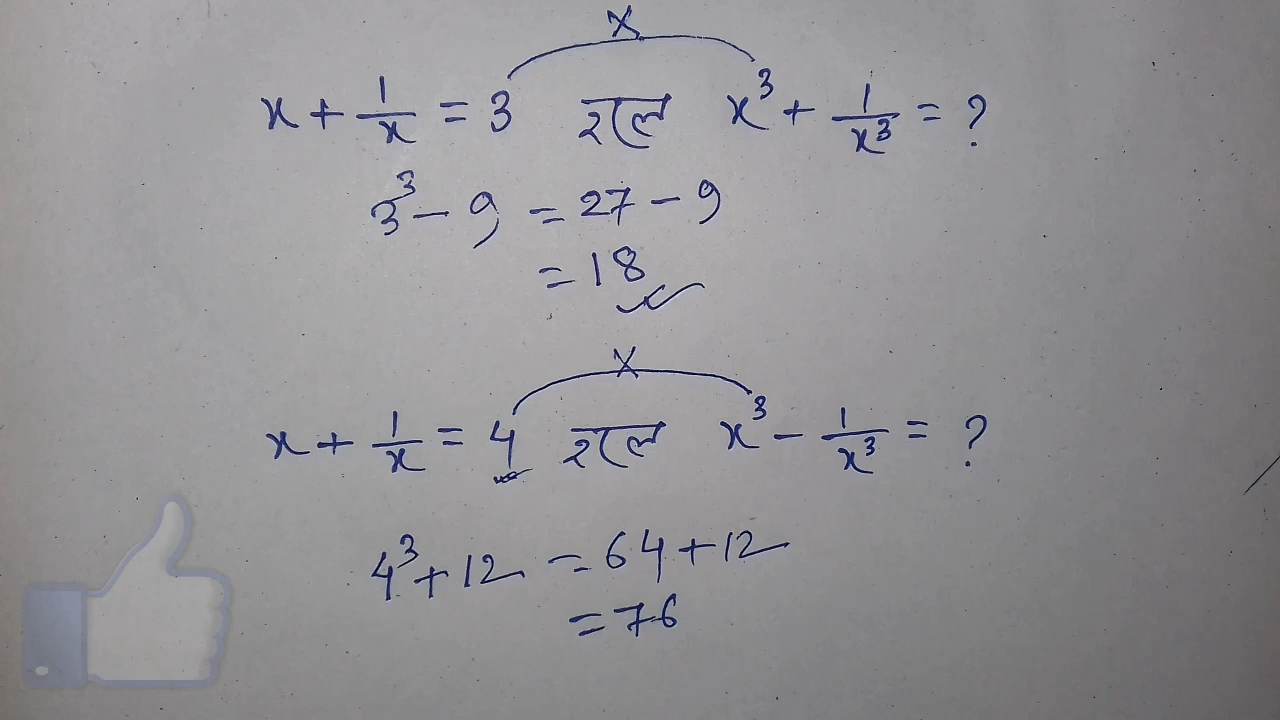 x + 1/x = 3 হলে x³ + 1/x³ = ?
3³ - 9 = 27 - 9
= 18
x + 1/x = 4 হলে x³ - 1/x³ = ?
4³ + 12 = 64 + 12
= 76